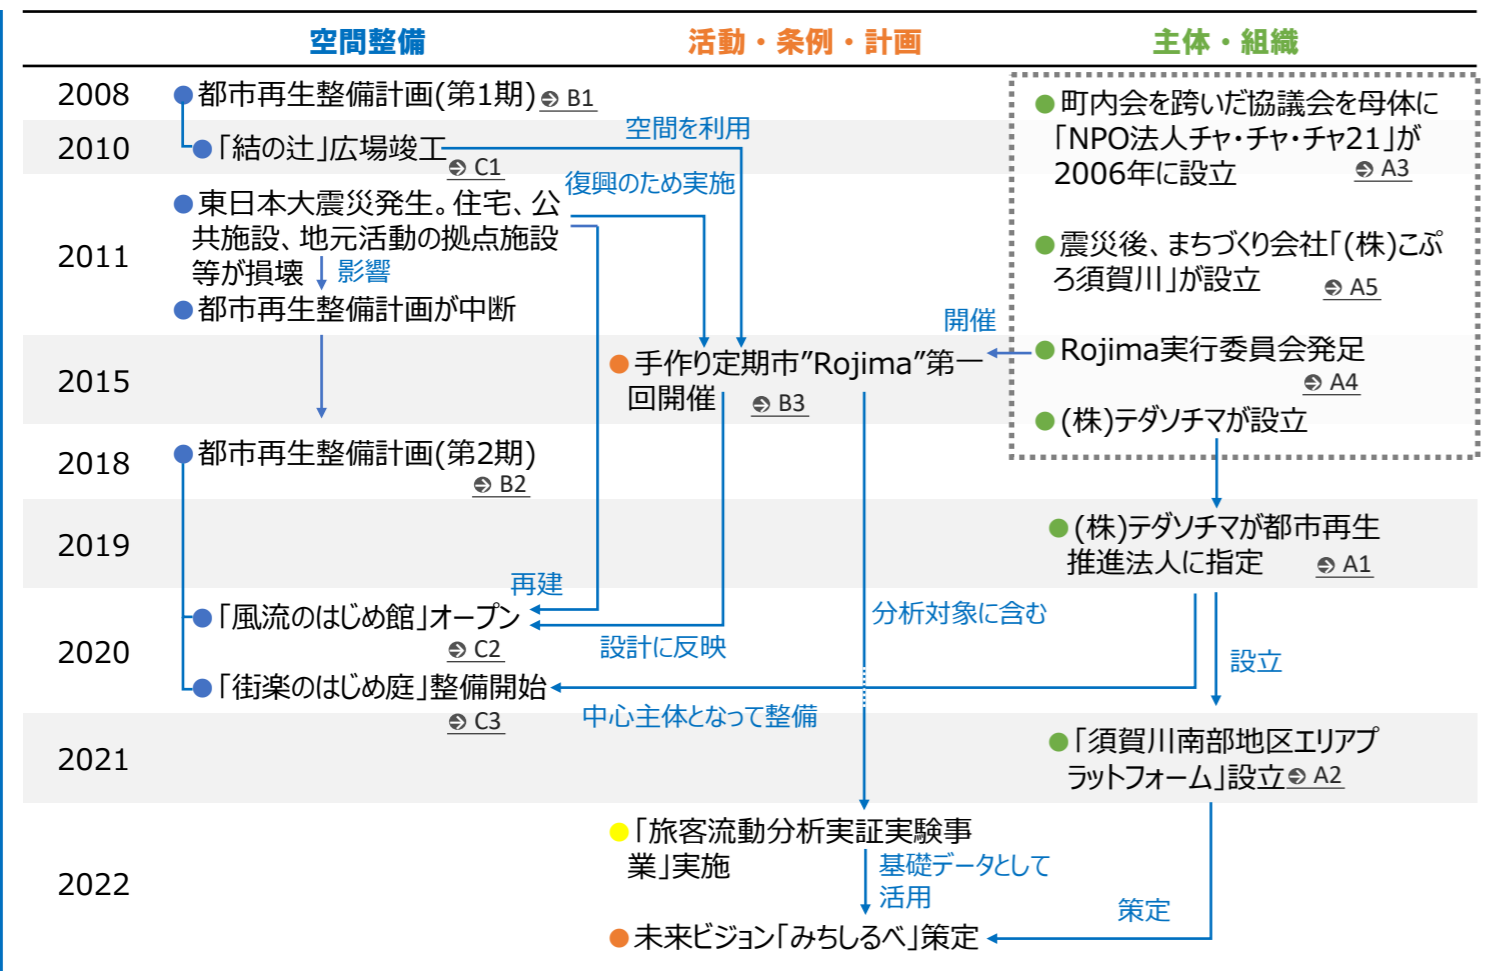 空間整備
活動・条例・計画
主体・組織
2008
●都市再生整備計画(第1期) B1
●町内会を跨いだ協議会を母体に
「NPO法人チャ・チャ・チャ21」が
2006年に設立 A3
空間を利用
2010
●「結の辻」広場竣工
C1
復興のため実施
2011
●東日本大震災発生。住宅、公
共施設、地元活動の拠点施設
等が損壊
影響
●都市再生整備計画が中断
●震災後、まちづくり会社「(株)こぷ
ろ須賀川」が設立 A5
開催
2015
●手作り定期市”Rojima”第一
回開催 B3
●Rojima実行委員会発足
A4
●(株)テダソチマが設立
2018
●都市再生整備計画(第2期)
B2
2019
●(株)テダソチマが都市再生
推進法人に指定 A1
再建
2020
●「風流のはじめ館」オープン
C2
設計に反映
分析対象に含む
設立
●「街楽のはじめ庭」整備開始
C3
中心主体となって整備
2021
●「須賀川南部地区エリアプ
ラットフォーム」設立 A2
2022
●「旅客流動分析実証実験事
業」実施
基礎データとして
活用
策定
●未来ビジョン「みちしるべ」策定